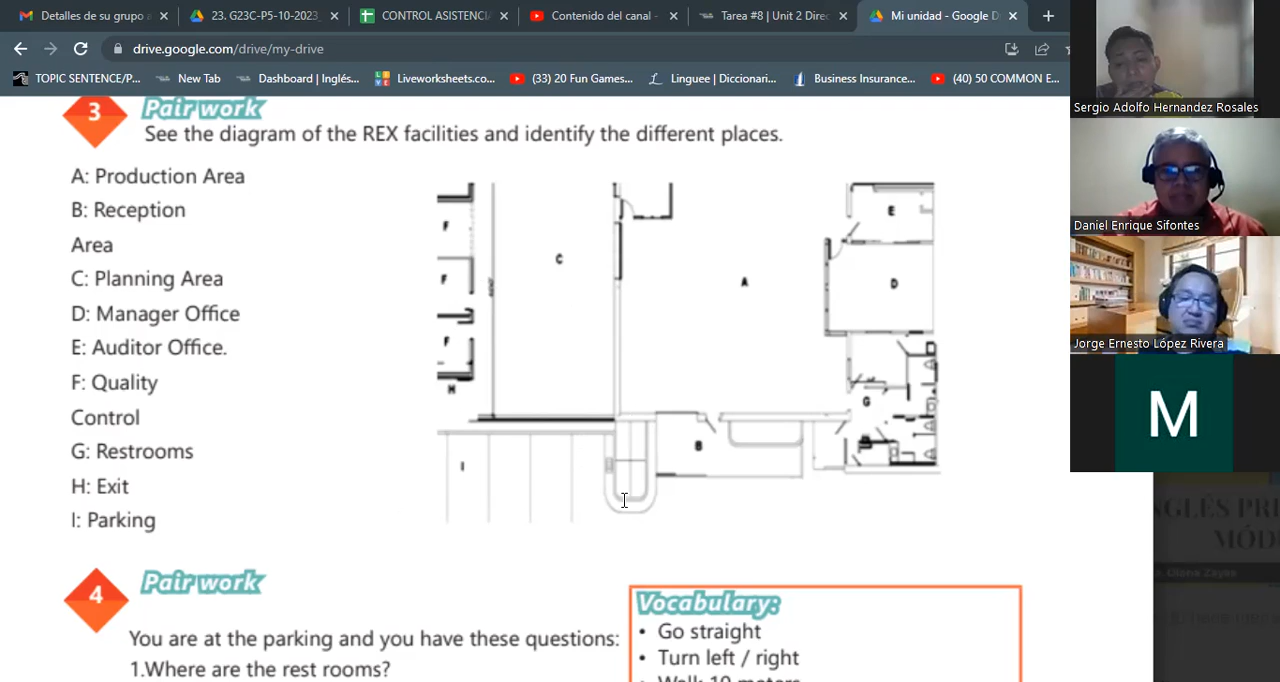 Detalles de su grupo
23. G23C-P5-10-2023
CONTROL ASISTENCI
Contenido del canal -
Tarea #8 | Unit 2 Direc
Mi unidad - Google D
drive.google.com/drive/my-drive
TOPIC SENTENCE/P...
New Tab
Dashboard | Inglés...
Liveworksheets.co...
(33) 20 Fun Games...
Linguee | Diccionari...
Business Insurance...
(40) 50 COMMON E...
3
Pair work
See the diagram of the REX facilities and identify the different places.
A: Production Area
B: Reception
Area
C: Planning Area
D: Manager Office
E: Auditor Office.
F: Quality
Control
G: Restrooms
H: Exit
I: Parking
F
F
F
H
I
C
A
B
E
D
G
4
Pair work
You are at the parking and you have these questions:
1.Where are the rest rooms?
Vocabulary:
• Go straight
• Turn left / right
• Walk 10 meters
Sergio Adolfo Hernandez Rosales
Daniel Enrique Sifontes
Jorge Ernesto López Rivera
M